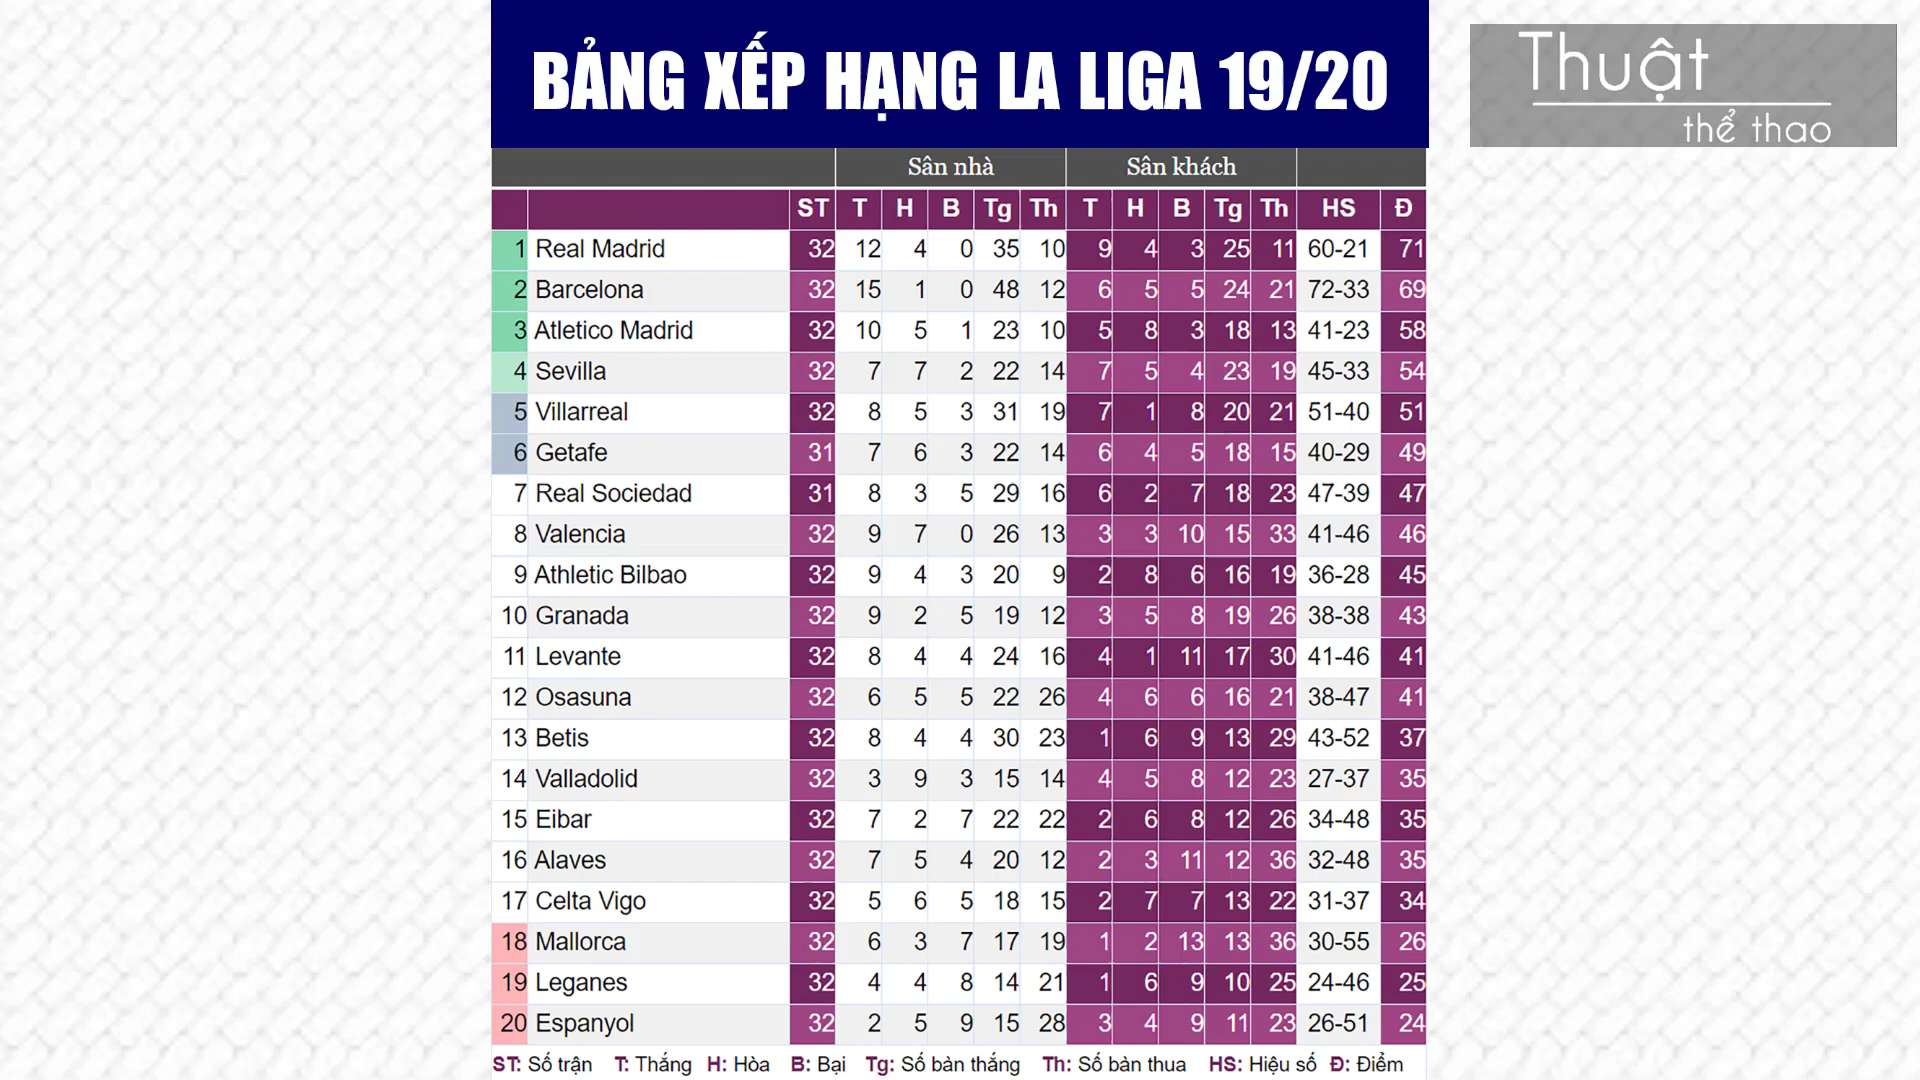 BẢNG XẾP HẠNG LA LIGA 19/20
Thuật
thể thao
Sân nhà Sân khách
ST T H B Tg Th T H B Tg Th HS Đ
1 Real Madrid 32 12 4 0 35 10 9 4 3 25 11 60-21 71
2 Barcelona 32 15 1 0 48 12 6 5 5 24 21 72-33 69
3 Atletico Madrid 32 10 5 1 23 10 5 8 3 18 13 41-23 58
4 Sevilla 32 7 7 2 22 14 7 5 4 23 19 45-33 54
5 Villarreal 32 8 5 3 31 19 7 1 8 20 21 51-40 51
6 Getafe 31 7 6 3 22 14 6 4 5 18 15 40-29 49
7 Real Sociedad 31 8 3 5 29 16 6 2 7 18 23 47-39 47
8 Valencia 32 9 7 0 26 13 3 3 10 15 33 41-46 46
9 Athletic Bilbao 32 9 4 3 20 9 2 8 6 16 19 36-28 45
10 Granada 32 9 2 5 19 12 3 5 8 19 26 38-38 43
11 Levante 32 8 4 4 24 16 4 1 11 17 30 41-46 41
12 Osasuna 32 6 5 5 22 26 4 6 6 16 21 38-47 41
13 Betis 32 8 4 4 30 23 1 6 9 13 29 43-52 37
14 Valladolid 32 3 9 3 15 14 4 5 8 12 23 27-37 35
15 Eibar 32 7 2 7 22 22 2 6 8 12 26 34-48 35
16 Alaves 32 7 5 4 20 12 2 3 11 12 36 32-48 35
17 Celta Vigo 32 5 6 5 18 15 2 7 7 13 22 31-37 34
18 Mallorca 32 6 3 7 17 19 1 2 13 13 36 30-55 26
19 Leganes 32 4 4 8 14 21 1 6 9 10 25 24-46 25
20 Espanyol 32 2 5 9 15 28 3 4 9 11 23 26-51 24
ST: Số trận T: Thắng H: Hòa B: Bại Tg: Số bàn thắng Th: Số bàn thua HS: Hiệu số Đ: Điểm